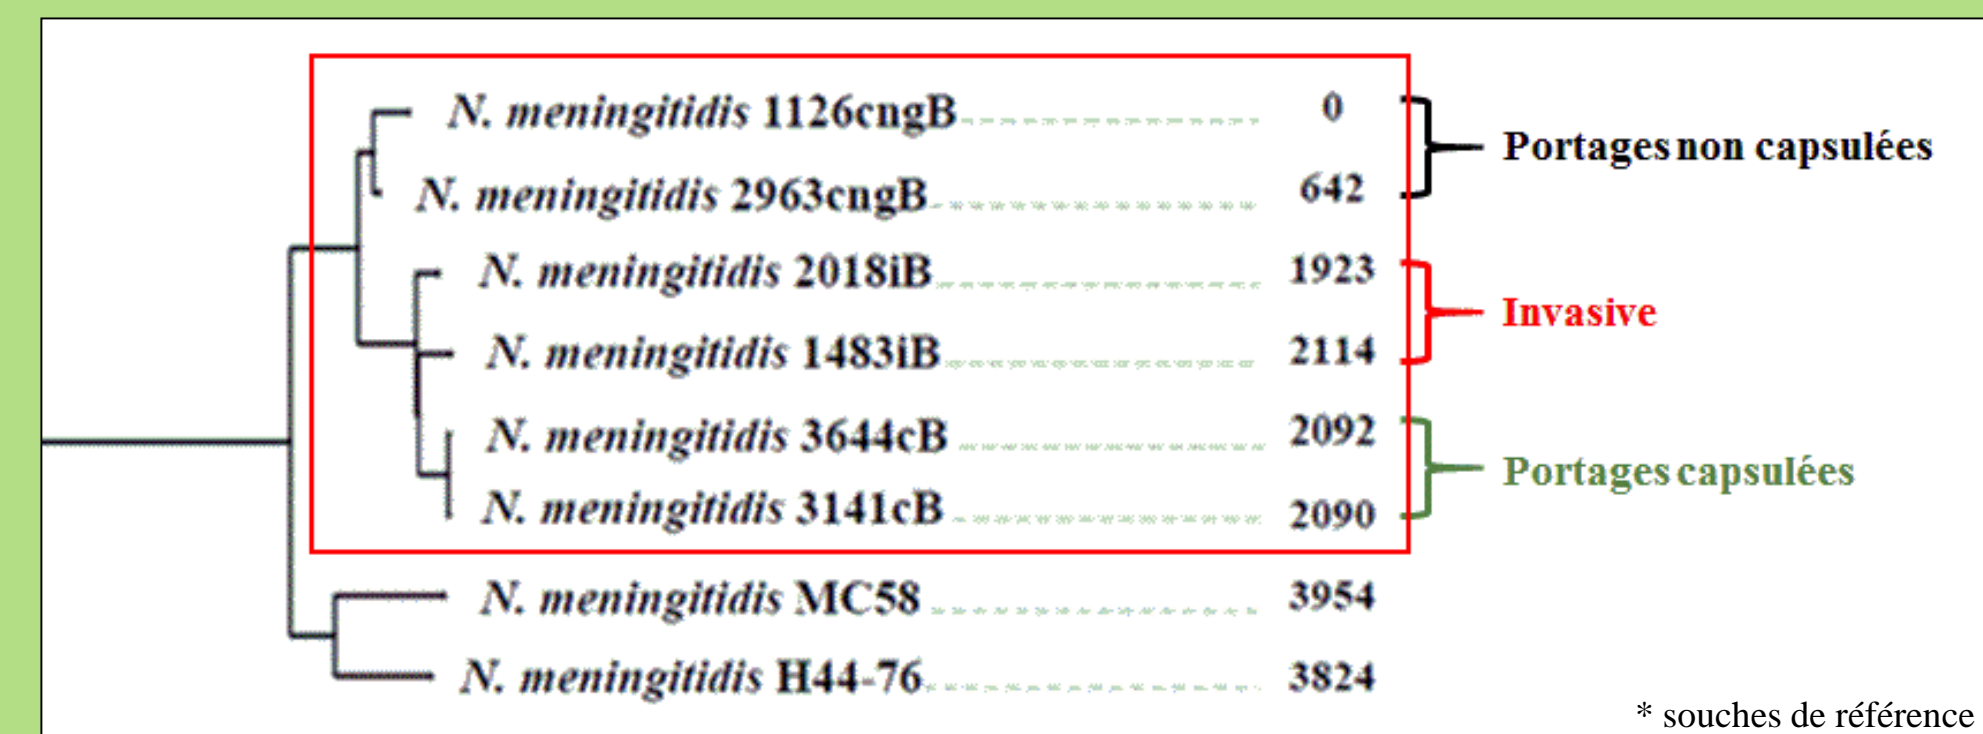 N. meningitidis 1126cngB 0
N. meningitidis 2963cngB 642
Portages non capsulées
N. meningitidis 2018iB 1923
N. meningitidis 1483iB 2114
Invasive
N. meningitidis 3644cB 2092
N. meningitidis 3141cB 2090
Portages capsulées
N. meningitidis MC58 3954
N. meningitidis H44-76 3824
* souches de référence